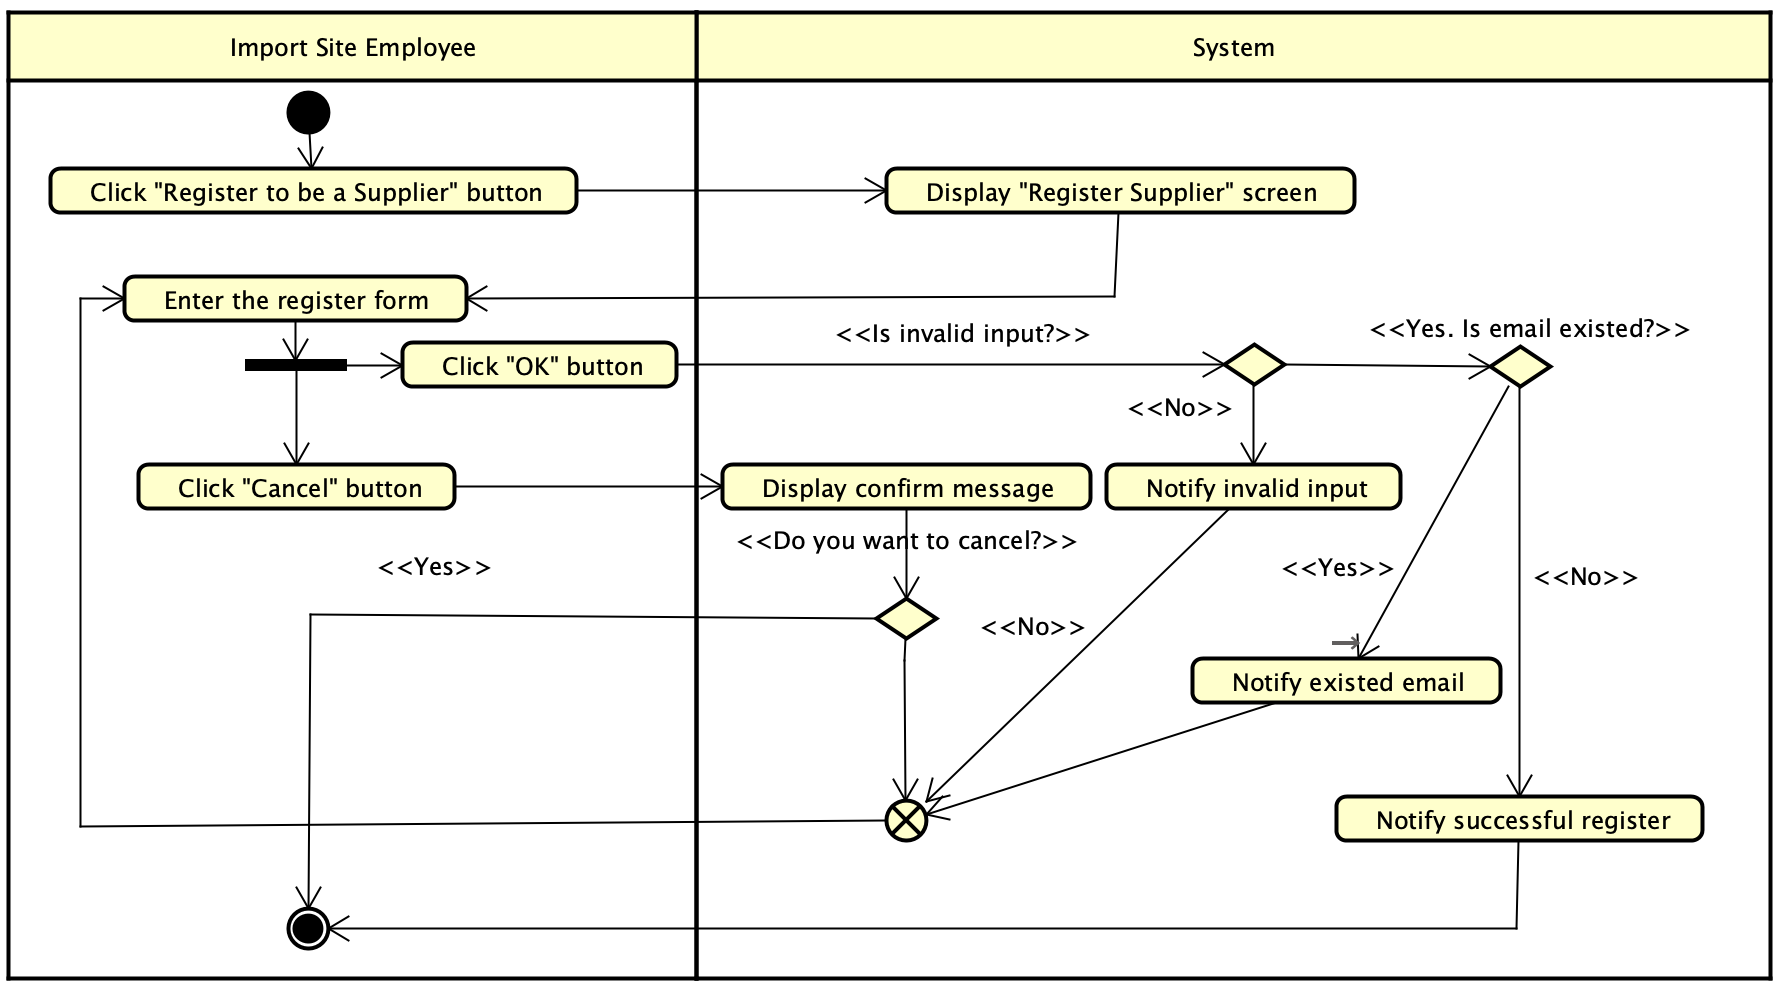 Import Site Employee
System
Click "Register to be a Supplier" button
Display "Register Supplier" screen
Enter the register form
<<Is invalid input?>>
<<Yes. Is email existed?>>
Click "OK" button
<<No>>
Click "Cancel" button
Display confirm message
Notify invalid input
<<Do you want to cancel?>>
<<Yes>>
<<Yes>>
<<No>>
<<No>>
Notify existed email
Notify successful register